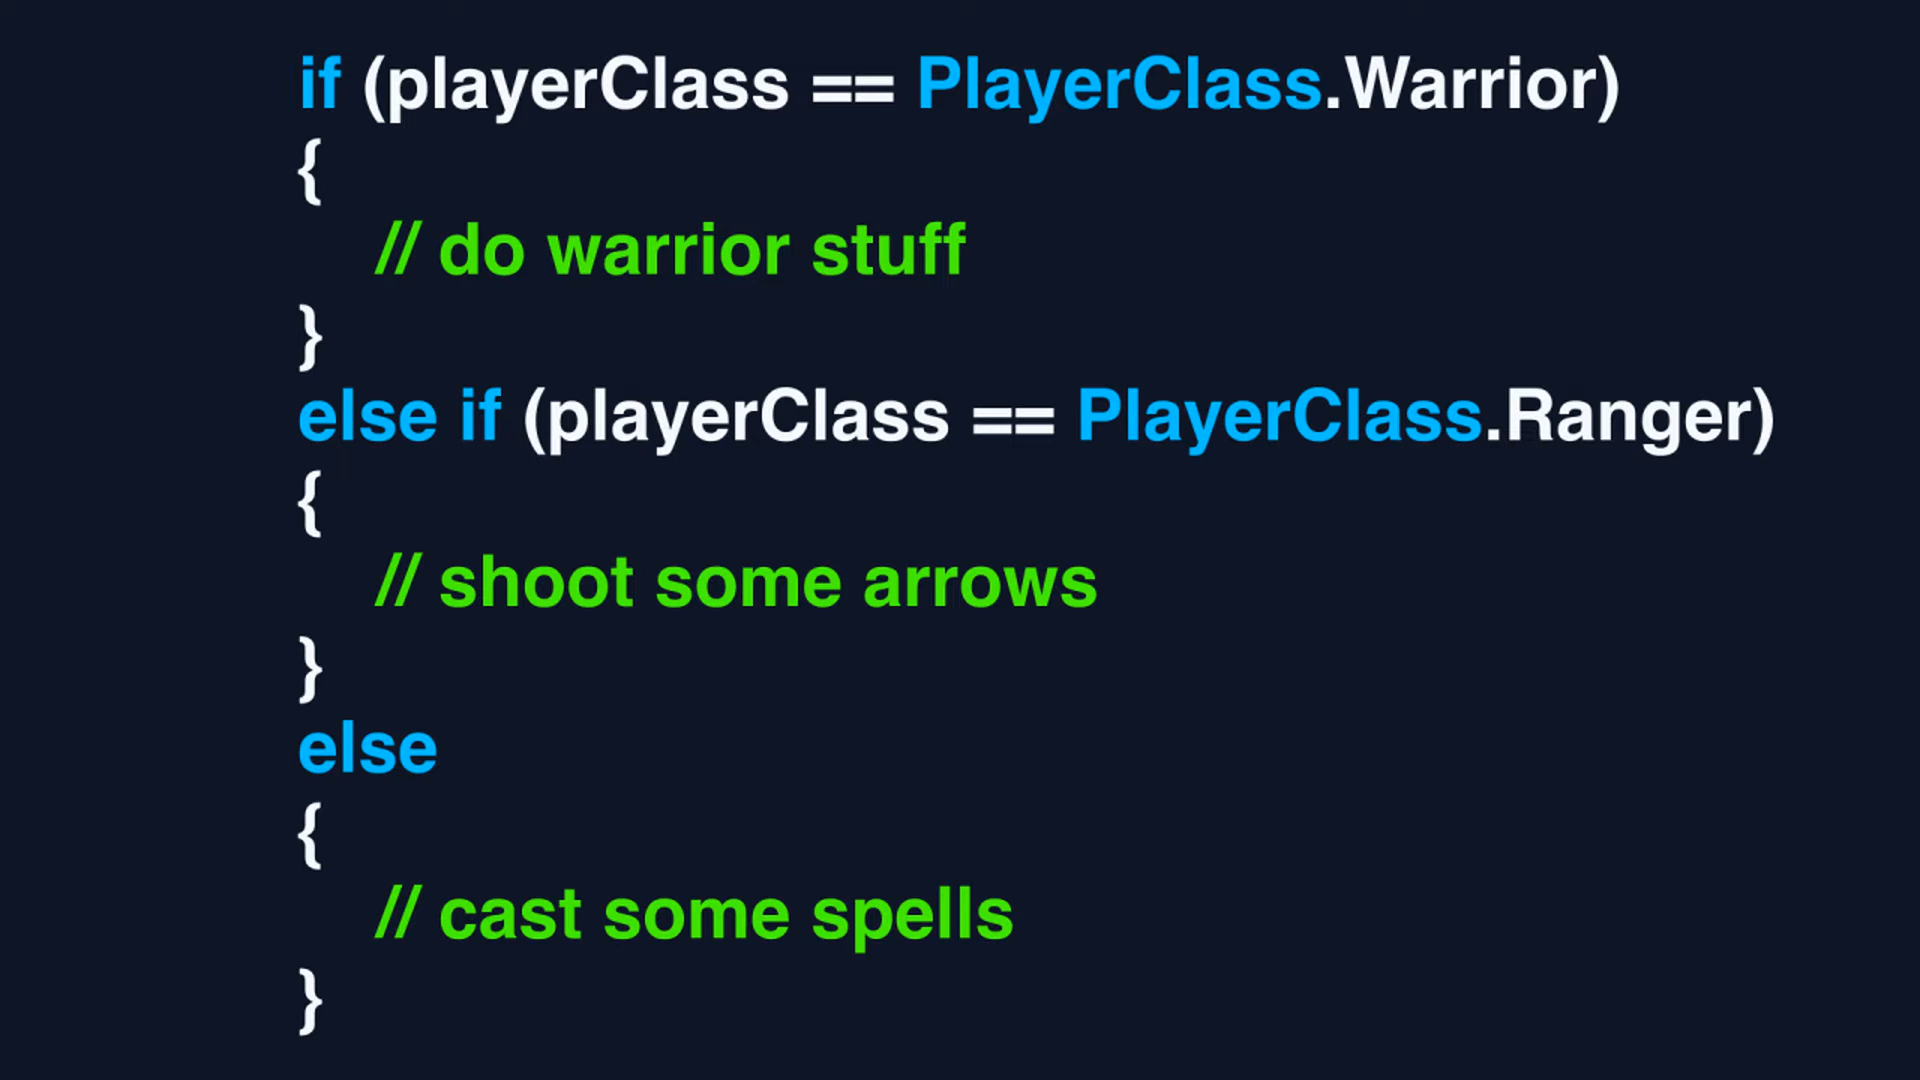 if (playerClass == PlayerClass.Warrior)
{
// do warrior stuff
}
else if (playerClass == PlayerClass.Ranger)
{
// shoot some arrows
}
else
{
// cast some spells
}